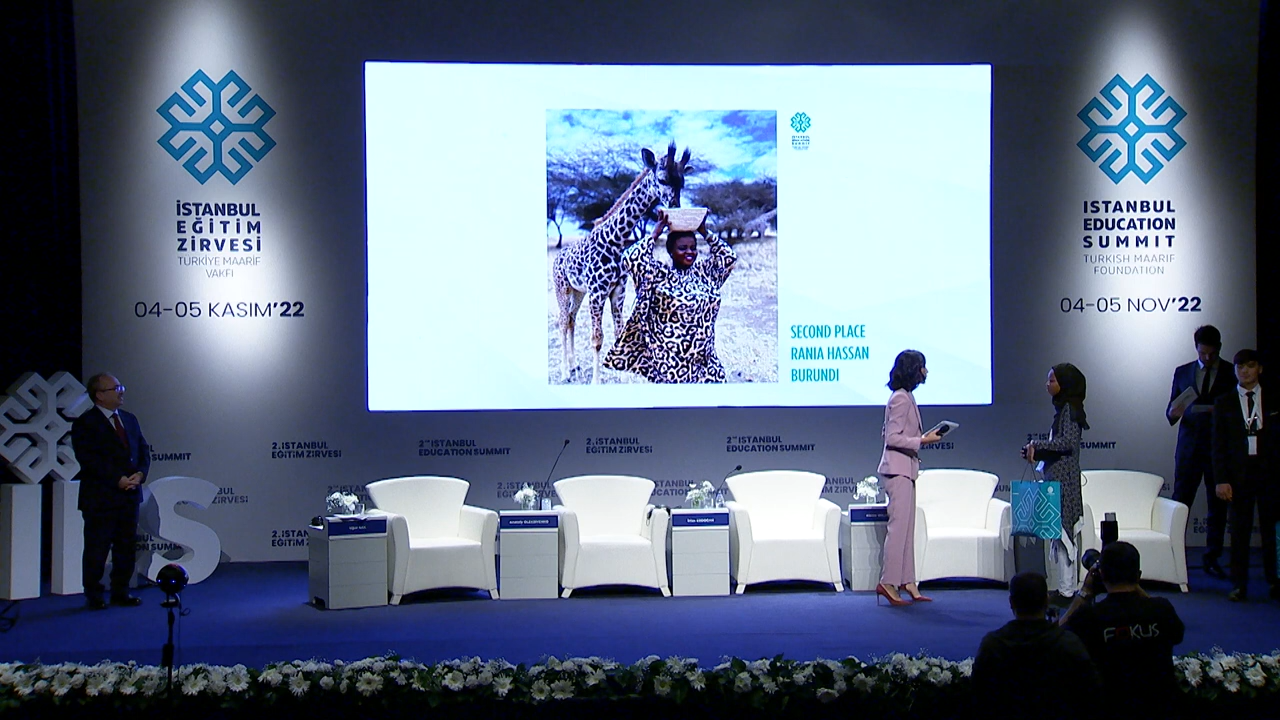 İSTANBUL
EĞİTİM
ZİRVESİ
TÜRKİYE MAARİF
VAKFI
04-05 KASIM'22
SECOND PLACE
RANIA HASSAN
BURUNDI
ISTANBUL
EDUCATION
SUMMIT
TURKISH MAARIF
FOUNDATION
04-05 NOV'22
2. İSTANBUL
EĞİTİM ZİRVESİ
2ND ISTANBUL
EDUCATION SUMMIT
2. İSTANBUL
EĞİTİM ZİRVESİ
2ND ISTANBUL
EDUCATION SUMMIT
S
FOKUS